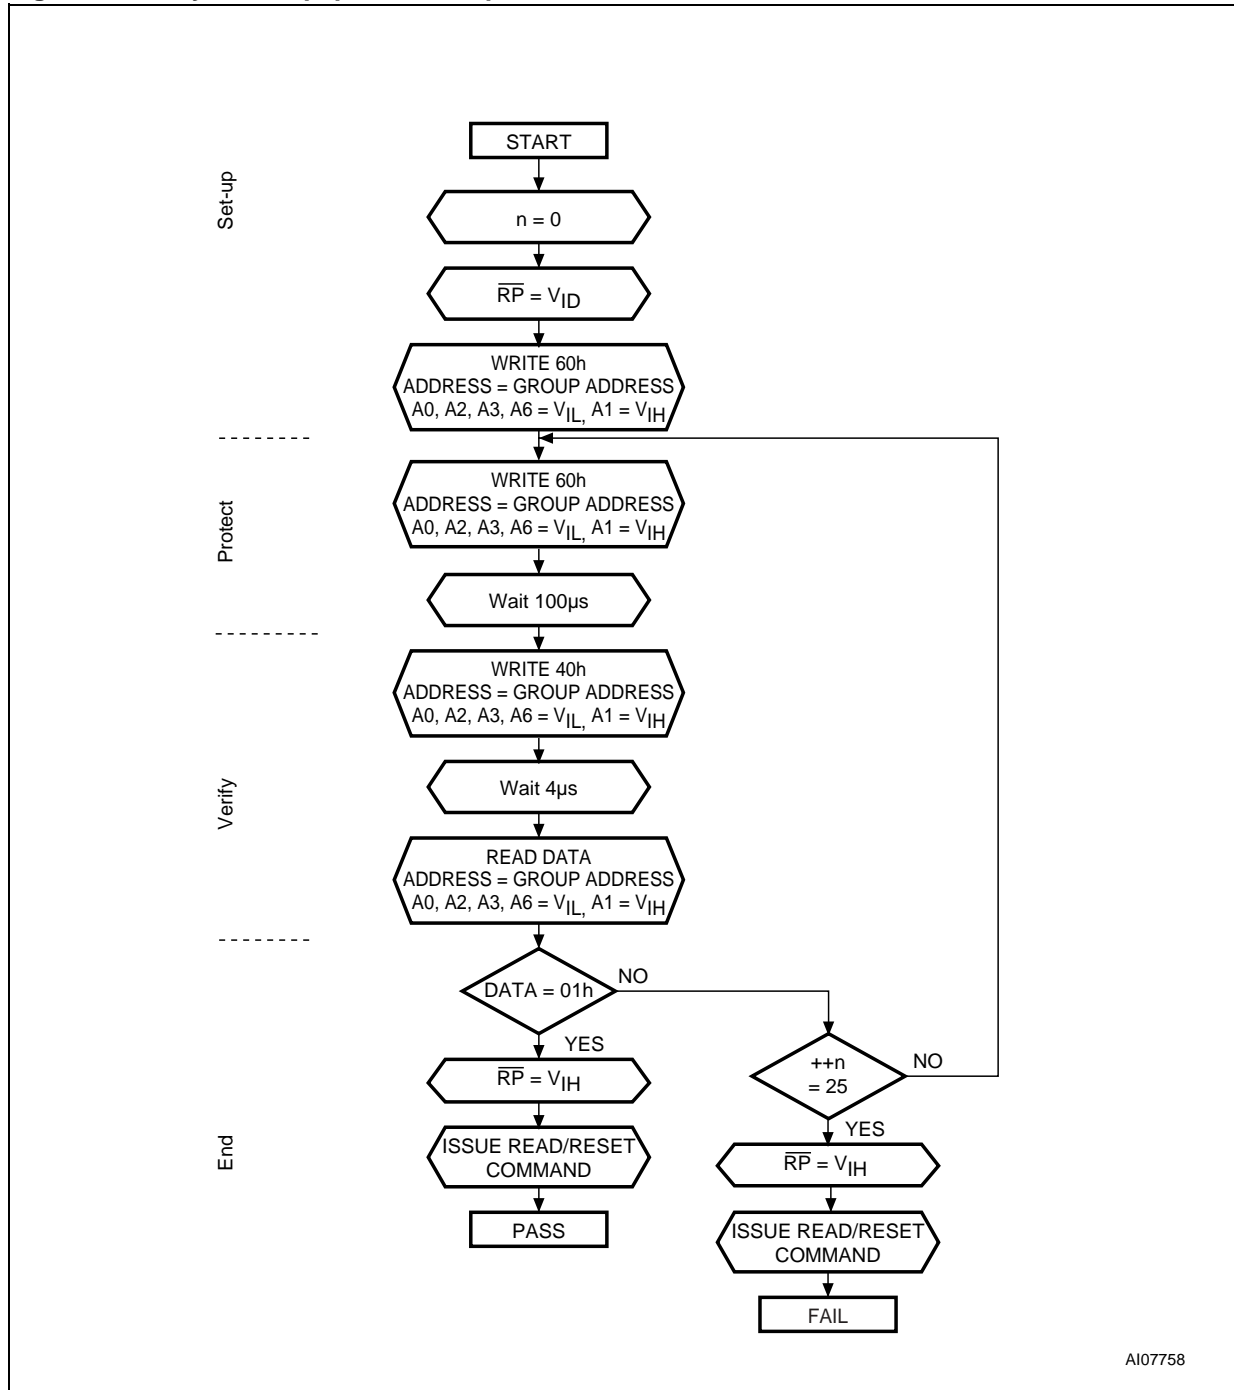 Set-up
START
n = 0
RP = VID
WRITE 60h
ADDRESS = GROUP ADDRESS
A0, A2, A3, A6 = VIL, A1 = VIH
Protect
WRITE 60h
ADDRESS = GROUP ADDRESS
A0, A2, A3, A6 = VIL, A1 = VIH
Wait 100µs
Verify
WRITE 40h
ADDRESS = GROUP ADDRESS
A0, A2, A3, A6 = VIL, A1 = VIH
Wait 4µs
READ DATA
ADDRESS = GROUP ADDRESS
A0, A2, A3, A6 = VIL, A1 = VIH
End
DATA = 01h
NO
YES
RP = VIH
ISSUE READ/RESET
COMMAND
PASS
++n
= 25
NO
YES
RP = VIH
ISSUE READ/RESET
COMMAND
FAIL
AI07758